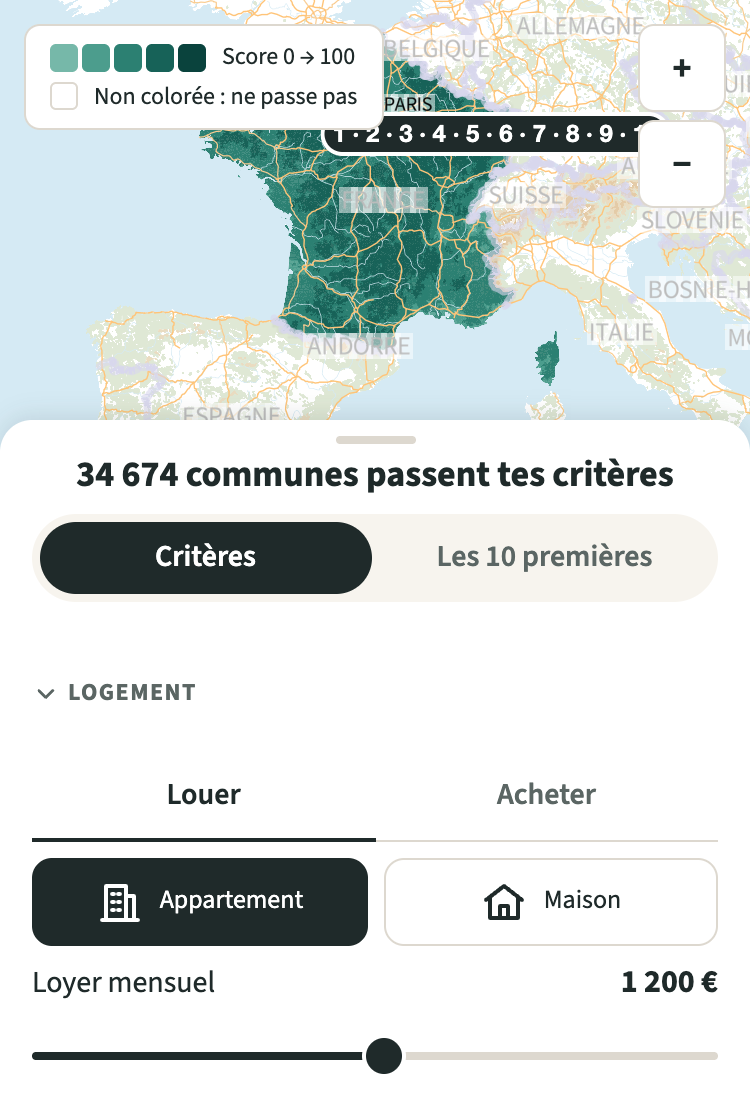 Score 0 → 100
Non colorée : ne passe pas
ALLEMAGNE
BELGIQUE
PARIS
1 · 2 · 3 · 4 · 5 · 6 · 7 · 8 · 9 ·
+
−
SUISSE
SLOVÉNIE
BOSNIE-H
ITALIE
ANDORRE
ESPAGNE
34 674 communes passent tes critères
Critères
Les 10 premières
LOGEMENT
Louer
Acheter
Appartement
Maison
Loyer mensuel
1 200 €